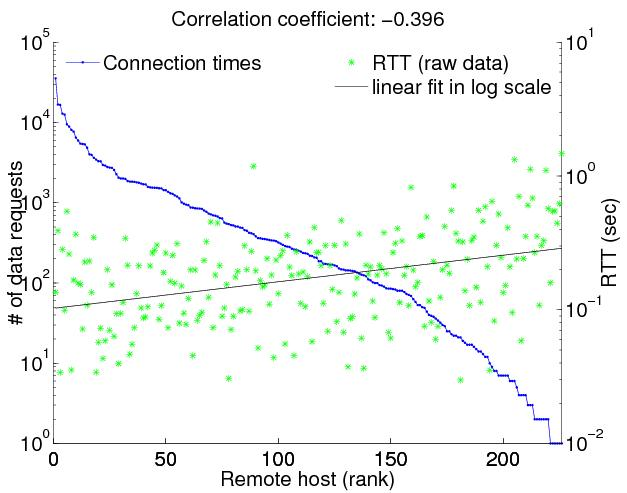 Correlation coefficient: −0.396
10^5
10^1
Connection times
RTT (raw data)
linear fit in log scale
10^4
10^3
10^0
10^2
10^−1
10^1
10^0
10^−2
# of data requests
RTT (sec)
0
50
100
150
200
Remote host (rank)